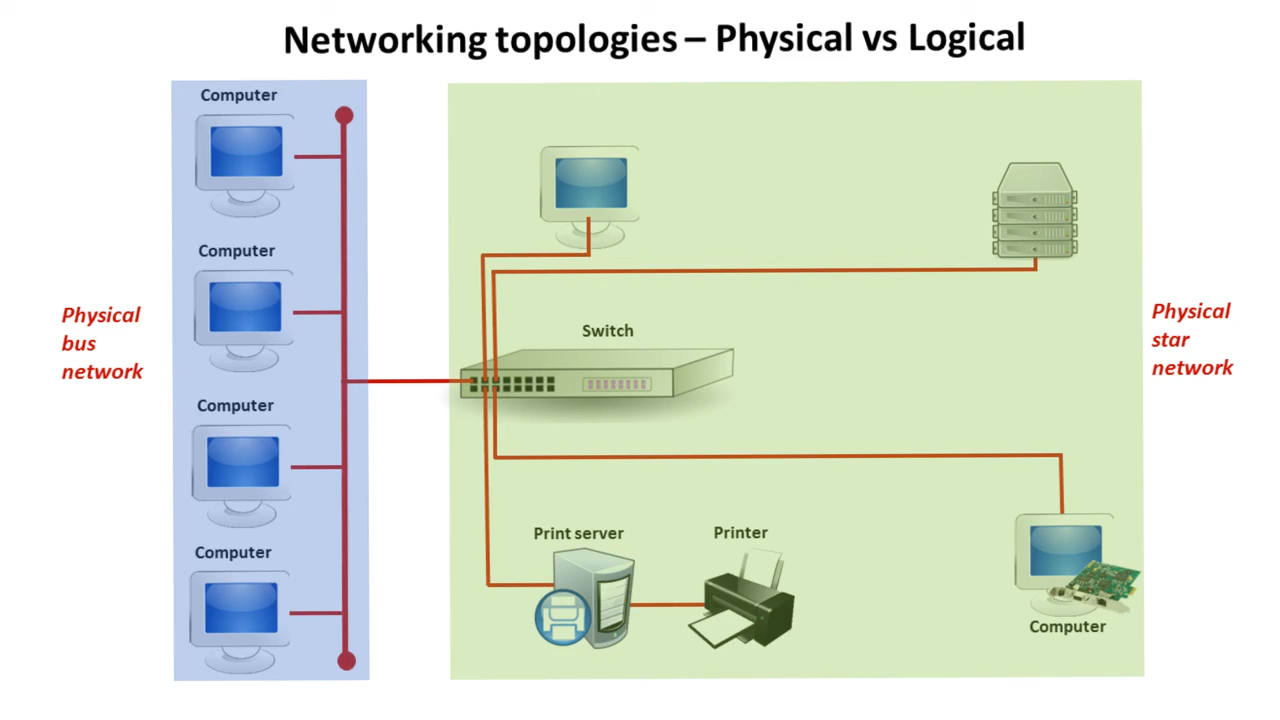 Networking topologies – Physical vs Logical
Computer
Computer
Physical
bus
network
Computer
Computer
Switch
Print server
Printer
Computer
Physical
star
network